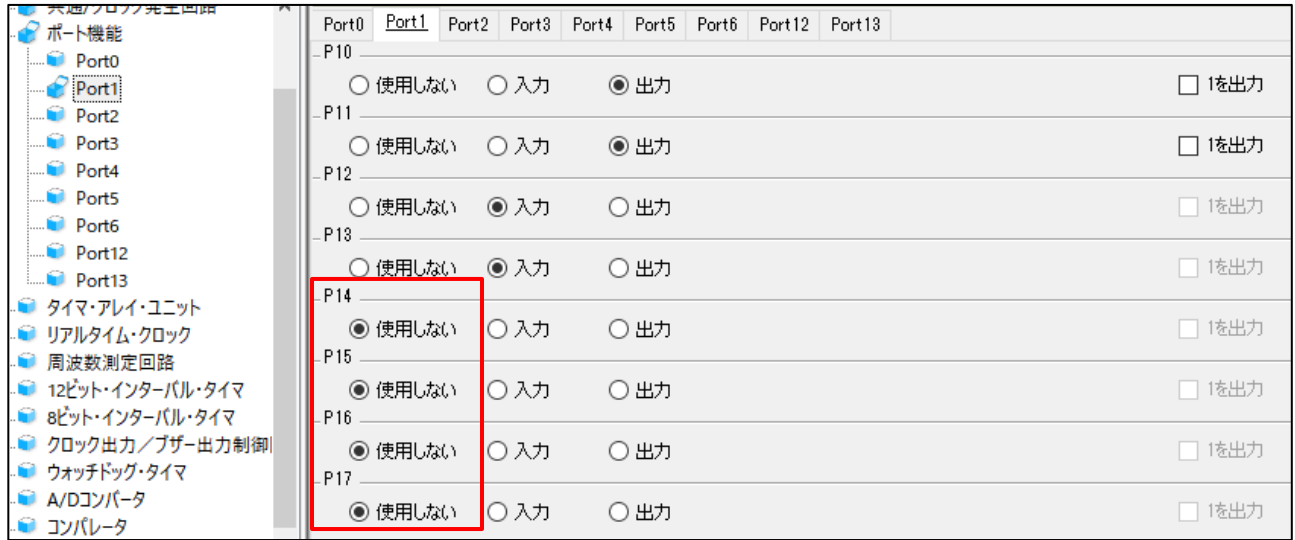 共通/クロック発生回路
ポート機能
Port0
Port1
Port2
Port3
Port4
Port5
Port6
Port12
Port13
タイマ・アレイ・ユニット
リアルタイム・クロック
周波数測定回路
12ビット・インターバル・タイマ
8ビット・インターバル・タイマ
クロック出力/ブザー出力制御
ウォッチドッグ・タイマ
A/Dコンバータ
コンパレータ
Port0 Port1 Port2 Port3 Port4 Port5 Port6 Port12 Port13
P10
使用しない 入力 出力 1を出力
P11
使用しない 入力 出力 1を出力
P12
使用しない 入力 出力 1を出力
P13
使用しない 入力 出力 1を出力
P14
使用しない 入力 出力 1を出力
P15
使用しない 入力 出力 1を出力
P16
使用しない 入力 出力 1を出力
P17
使用しない 入力 出力 1を出力